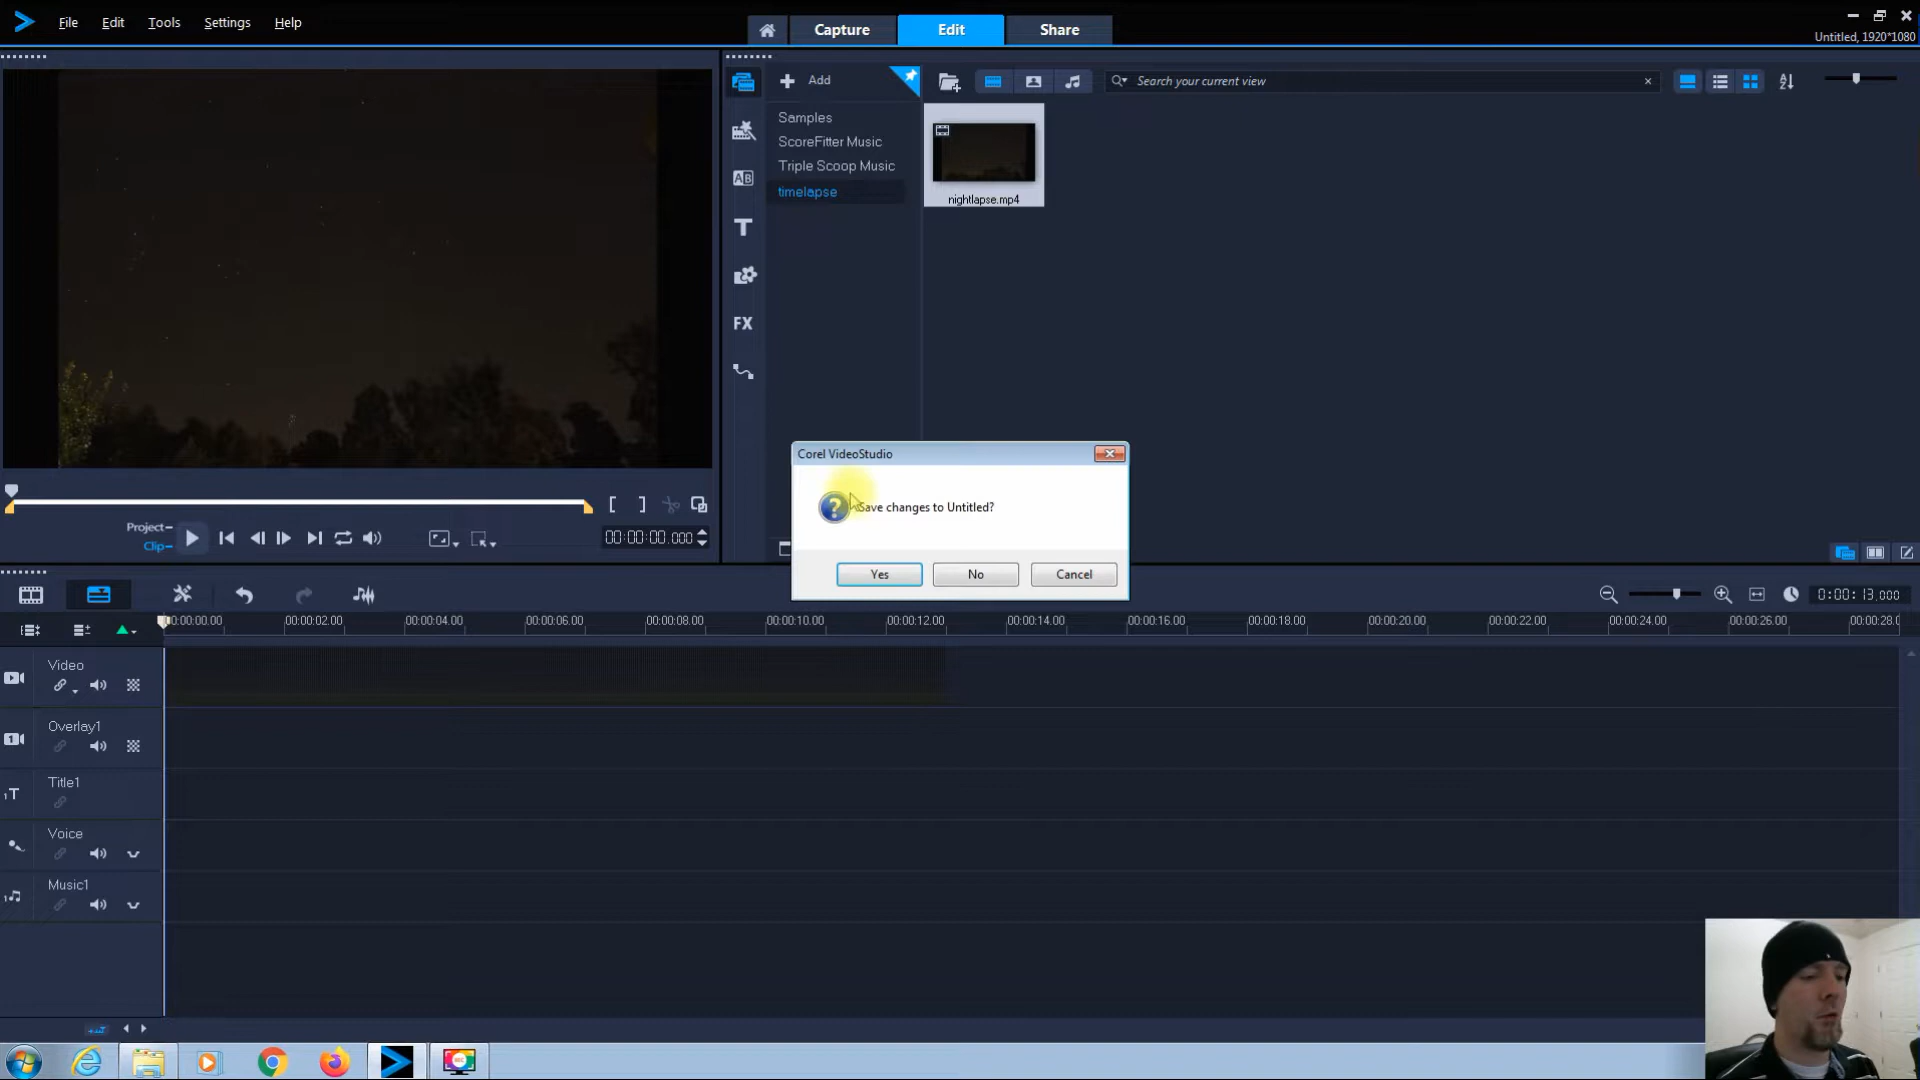 File Edit Tools Settings Help
Capture Edit Share
Untitled, 1920*1080
Add
Search your current view
Samples
ScoreFitter Music
Triple Scoop Music
timelapse
nightlapse.mp4
Corel VideoStudio
Save changes to Untitled?
Yes No Cancel
Project
Clip
00:00:00.000
0:00:13.000
00:00:00.00 00:00:02.00 00:00:04.00 00:00:06.00 00:00:08.00 00:00:10.00 00:00:12.00 00:00:14.00 00:00:16.00 00:00:18.00 00:00:20.00 00:00:22.00 00:00:24.00 00:00:26.00 00:00:28.0
Video
Overlay1
Title1
Voice
Music1
AB
T
FX